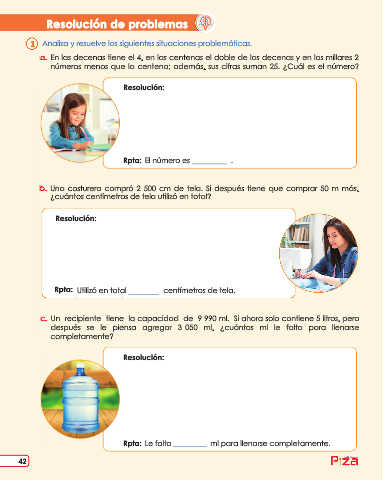 Resolución de problemas
1 Analiza y resuelve las siguientes situaciones problemáticas.
a. En las decenas tiene el 4, en las centenas el doble de las decenas y en los millares 2
números menos que la centena; además, sus cifras suman 25. ¿Cuál es el número?
Resolución:
Rpta: El número es ________ .
b. Una costurera compró 2 500 cm de tela. Si después tiene que comprar 50 m más,
¿cuántos centímetros de tela utilizó en total?
Resolución:
Rpta: Utilizó en total ________ centímetros de tela.
c. Un recipiente tiene la capacidad de 9 990 ml. Si ahora solo contiene 5 litros, pero
después se le piensa agregar 3 050 ml, ¿cuántos ml le falta para llenarse
completamente?
Resolución:
Rpta: Le falta ________ ml para llenarse completamente.
42